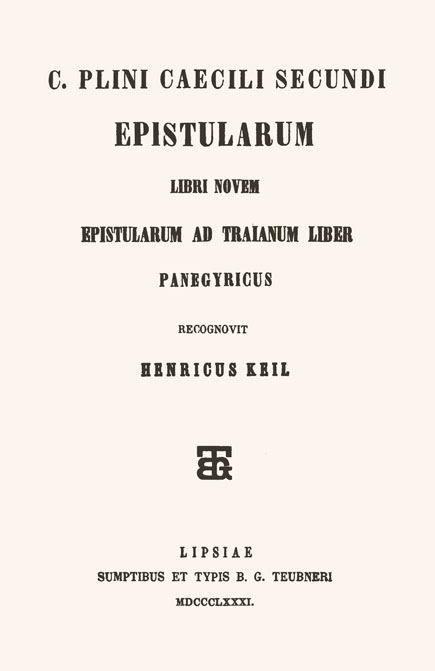 C. PLINI CAECILI SECUNDI
EPISTULARUM
LIBRI NOVEM
EPISTULARUM AD TRAIANUM LIBER
PANEGYRICUS
RECOGNOVIT
HENRICUS KEIL
BTG
LIPSIAE
SUMPTIBUS ET TYPIS B. G. TEUBNERI
MDCCCLXXXI.